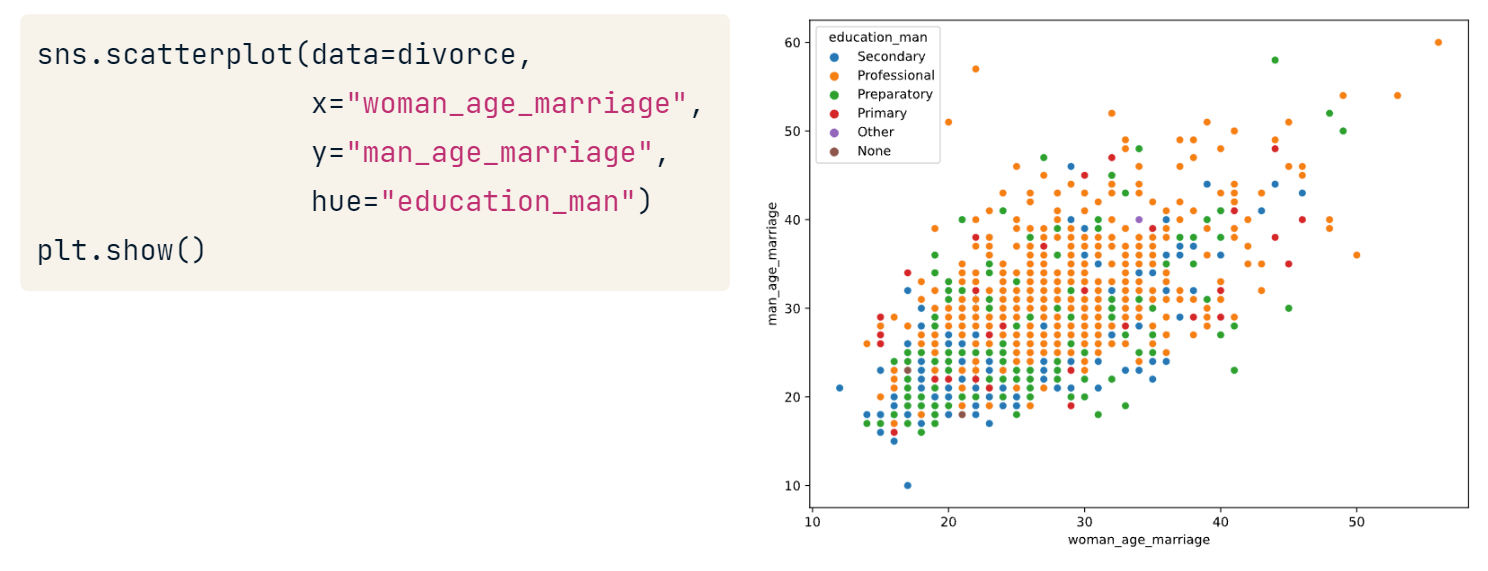 sns.scatterplot(data=divorce,
x="woman_age_marriage",
y="man_age_marriage",
hue="education_man")
plt.show()
education_man
Secondary
Professional
Preparatory
Primary
Other
None
60
50
40
30
20
10
man_age_marriage
10 20 30 40 50
woman_age_marriage